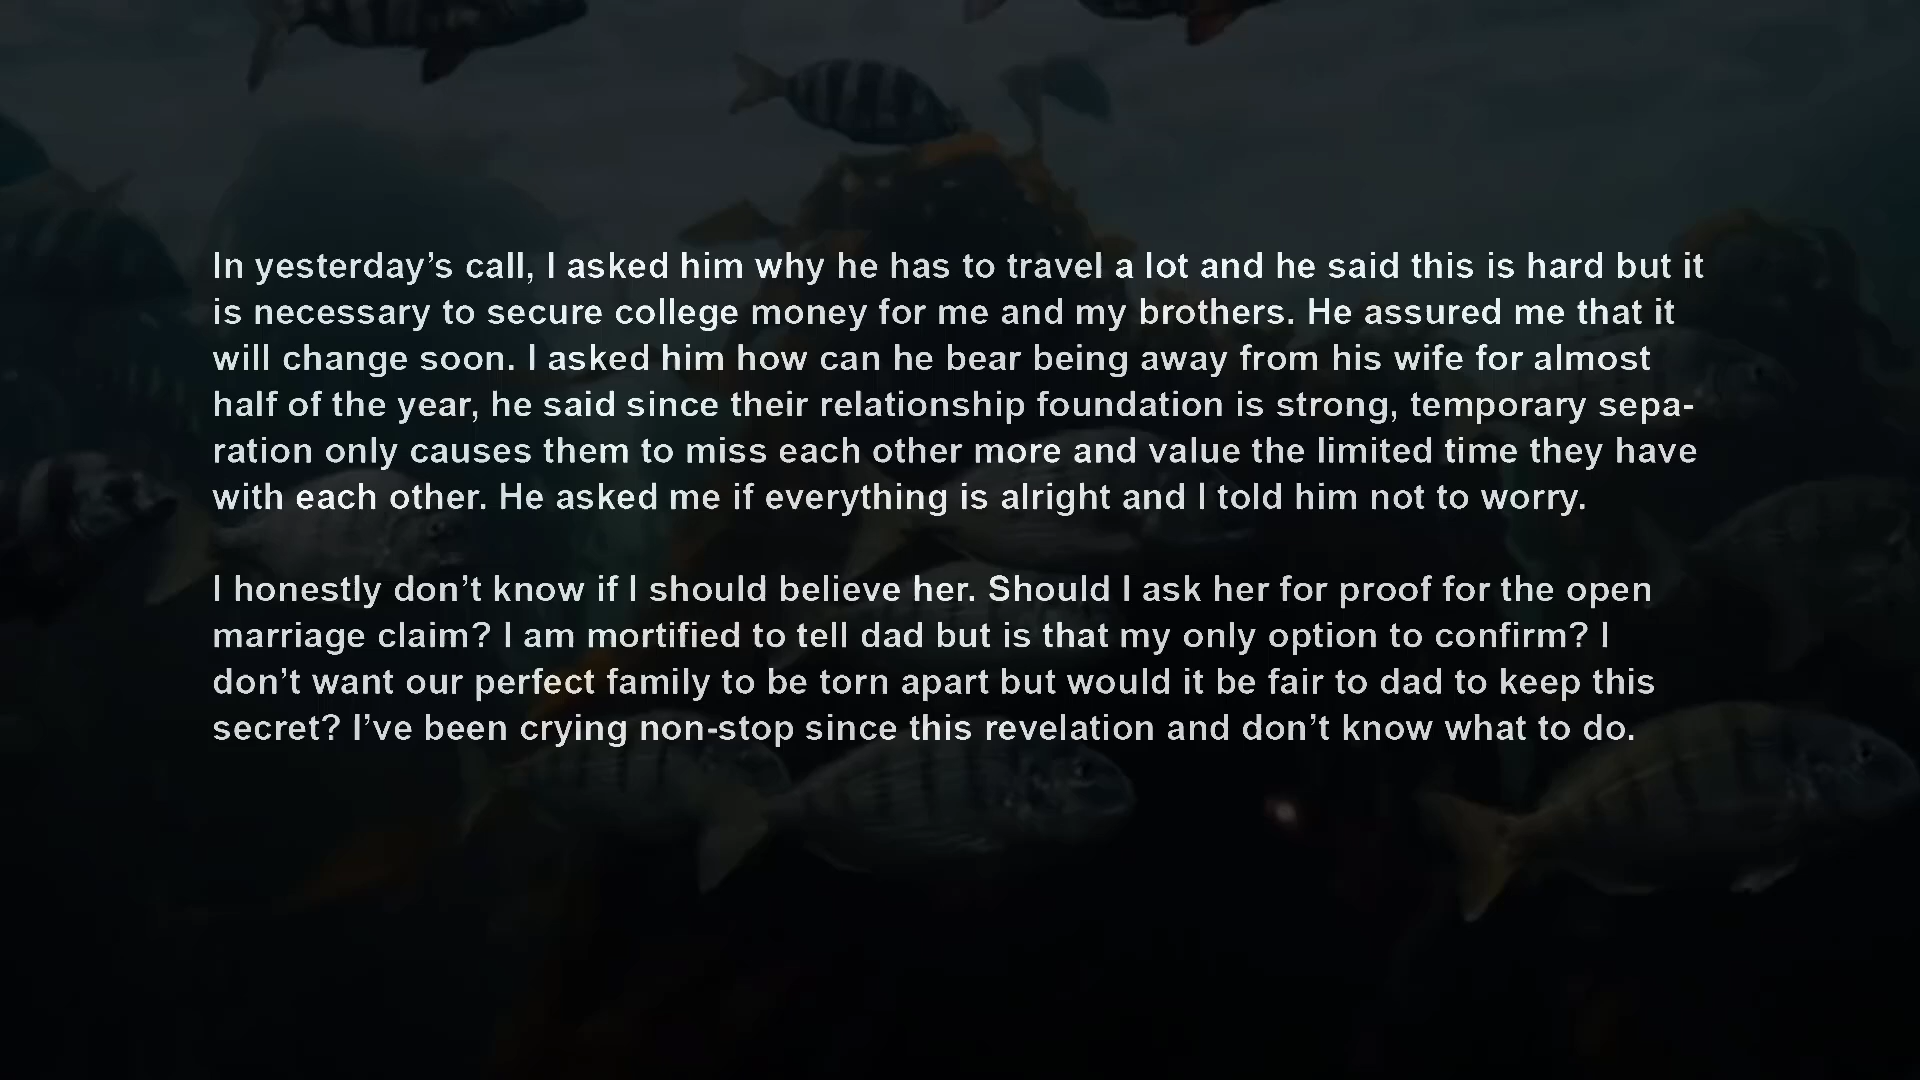 In yesterday’s call, I asked him why he has to travel a lot and he said this is hard but it
is necessary to secure college money for me and my brothers. He assured me that it
will change soon. I asked him how can he bear being away from his wife for almost
half of the year, he said since their relationship foundation is strong, temporary sepa-
ration only causes them to miss each other more and value the limited time they have
with each other. He asked me if everything is alright and I told him not to worry.
I honestly don’t know if I should believe her. Should I ask her for proof for the open
marriage claim? I am mortified to tell dad but is that my only option to confirm? I
don’t want our perfect family to be torn apart but would it be fair to dad to keep this
secret? I’ve been crying non-stop since this revelation and don’t know what to do.